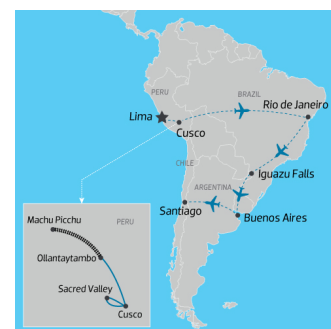 PERU
BRAZIL
Rio de Janeiro
Lima
Cusco
CHILE
Iguazu Falls
ARGENTINA
Santiago
Buenos Aires
Machu Picchu
PERU
Ollantaytambo
Sacred Valley
Cusco